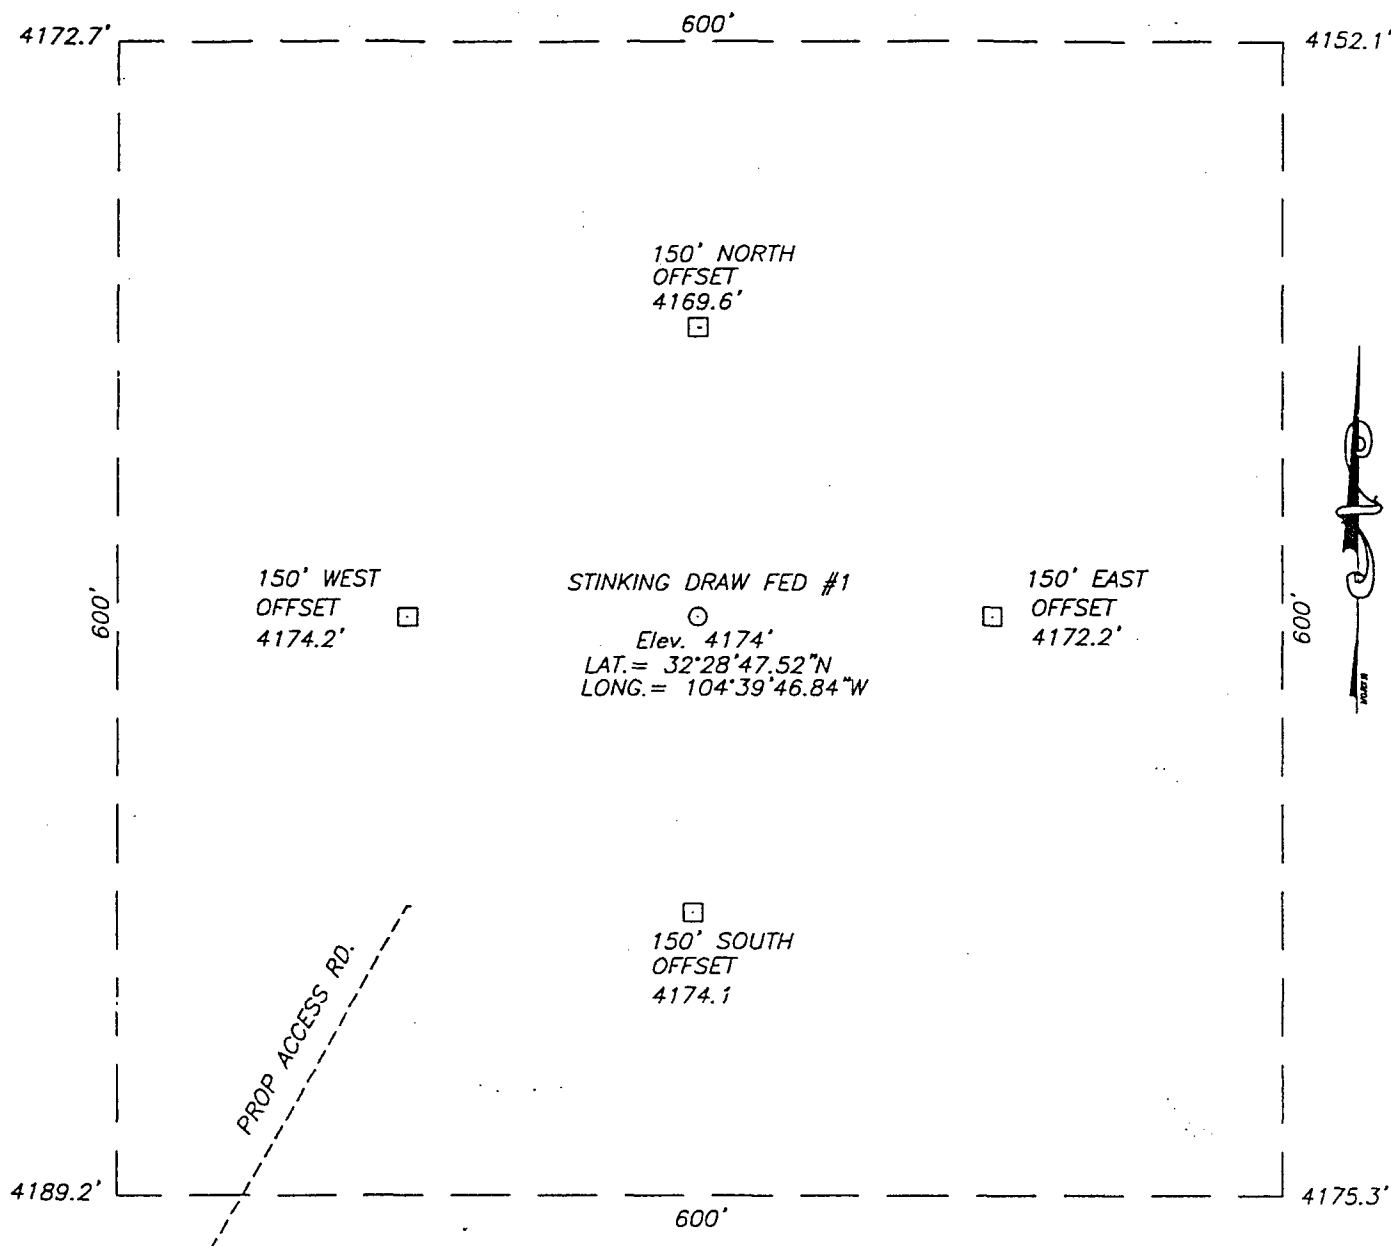 600'
4172.7'
4152.1'
150' NORTH
OFFSET
4169.6'
150' WEST
OFFSET
4174.2'
STINKING DRAW FED #1
Elev. 4174'
LAT.= 32°28'47.52"N
LONG.= 104°39'46.84"W
150' EAST
OFFSET
4172.2'
600'
600'
NORTH
150' SOUTH
OFFSET
4174.1
PROP ACCESS RD.
4189.2'
4175.3'
600'